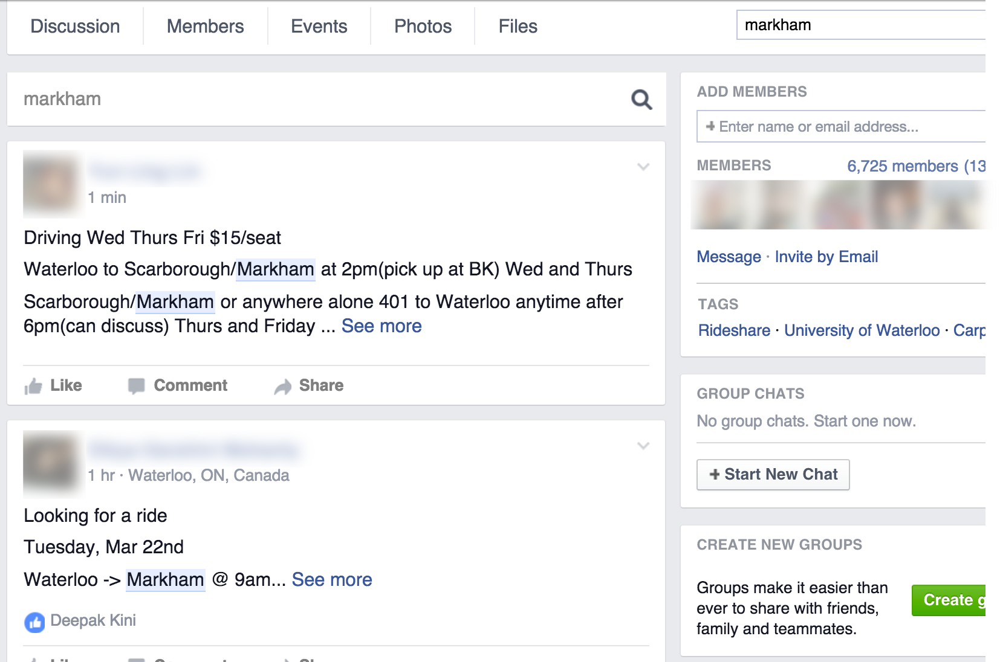 Discussion
Members
Events
Photos
Files
markham
markham
1 min
Driving Wed Thurs Fri $15/seat
Waterloo to Scarborough/Markham at 2pm(pick up at BK) Wed and Thurs
Scarborough/Markham or anywhere alone 401 to Waterloo anytime after
6pm(can discuss) Thurs and Friday ... See more
Like
Comment
Share
1 hr · Waterloo, ON, Canada
Looking for a ride
Tuesday, Mar 22nd
Waterloo -> Markham @ 9am... See more
Deepak Kini
ADD MEMBERS
+ Enter name or email address...
MEMBERS
6,725 members (13
Message · Invite by Email
TAGS
Rideshare · University of Waterloo · Carp
GROUP CHATS
No group chats. Start one now.
+ Start New Chat
CREATE NEW GROUPS
Groups make it easier than
ever to share with friends,
family and teammates.
Create g